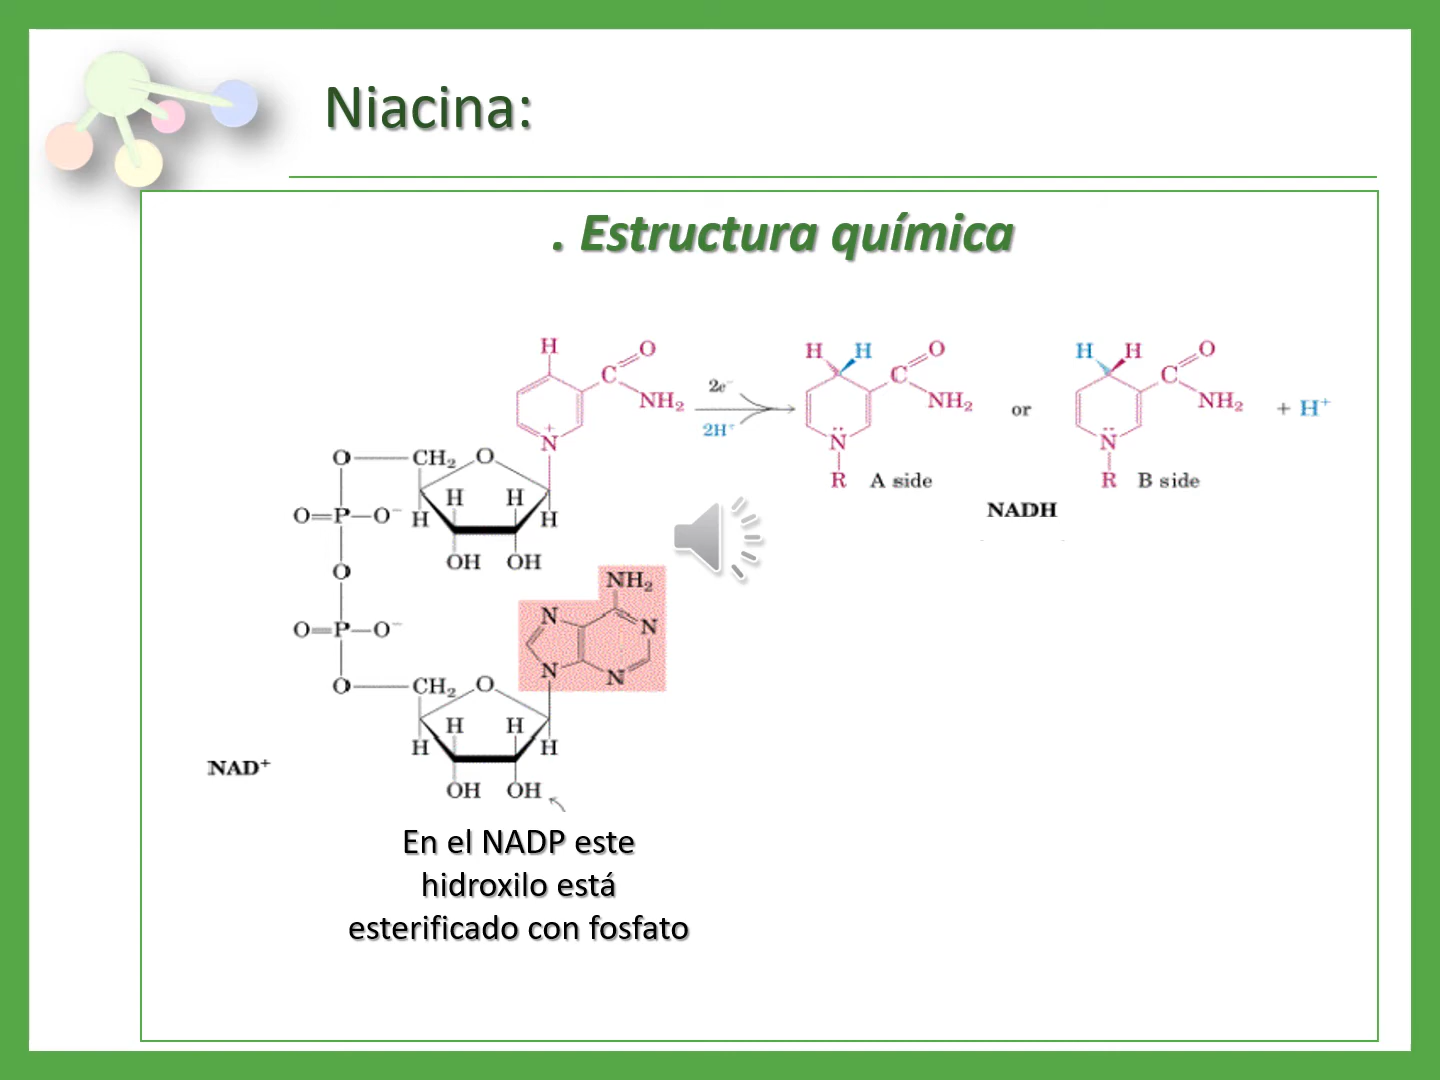 Niacina:
. Estructura química
H
C
O
NH₂
N
+
2e⁻
2H⁺
H H
C
O
NH₂
N
R
A side
or
H H
C
O
NH₂
N
R
B side
+ H⁺
NADH
O
CH₂
O
H H
H H
O=P—O⁻
OH OH
O
NH₂
N
N
N
N
O=P—O⁻
O
CH₂
O
H H
H H
OH OH
NAD⁺
En el NADP este
hidroxilo está
esterificado con fosfato